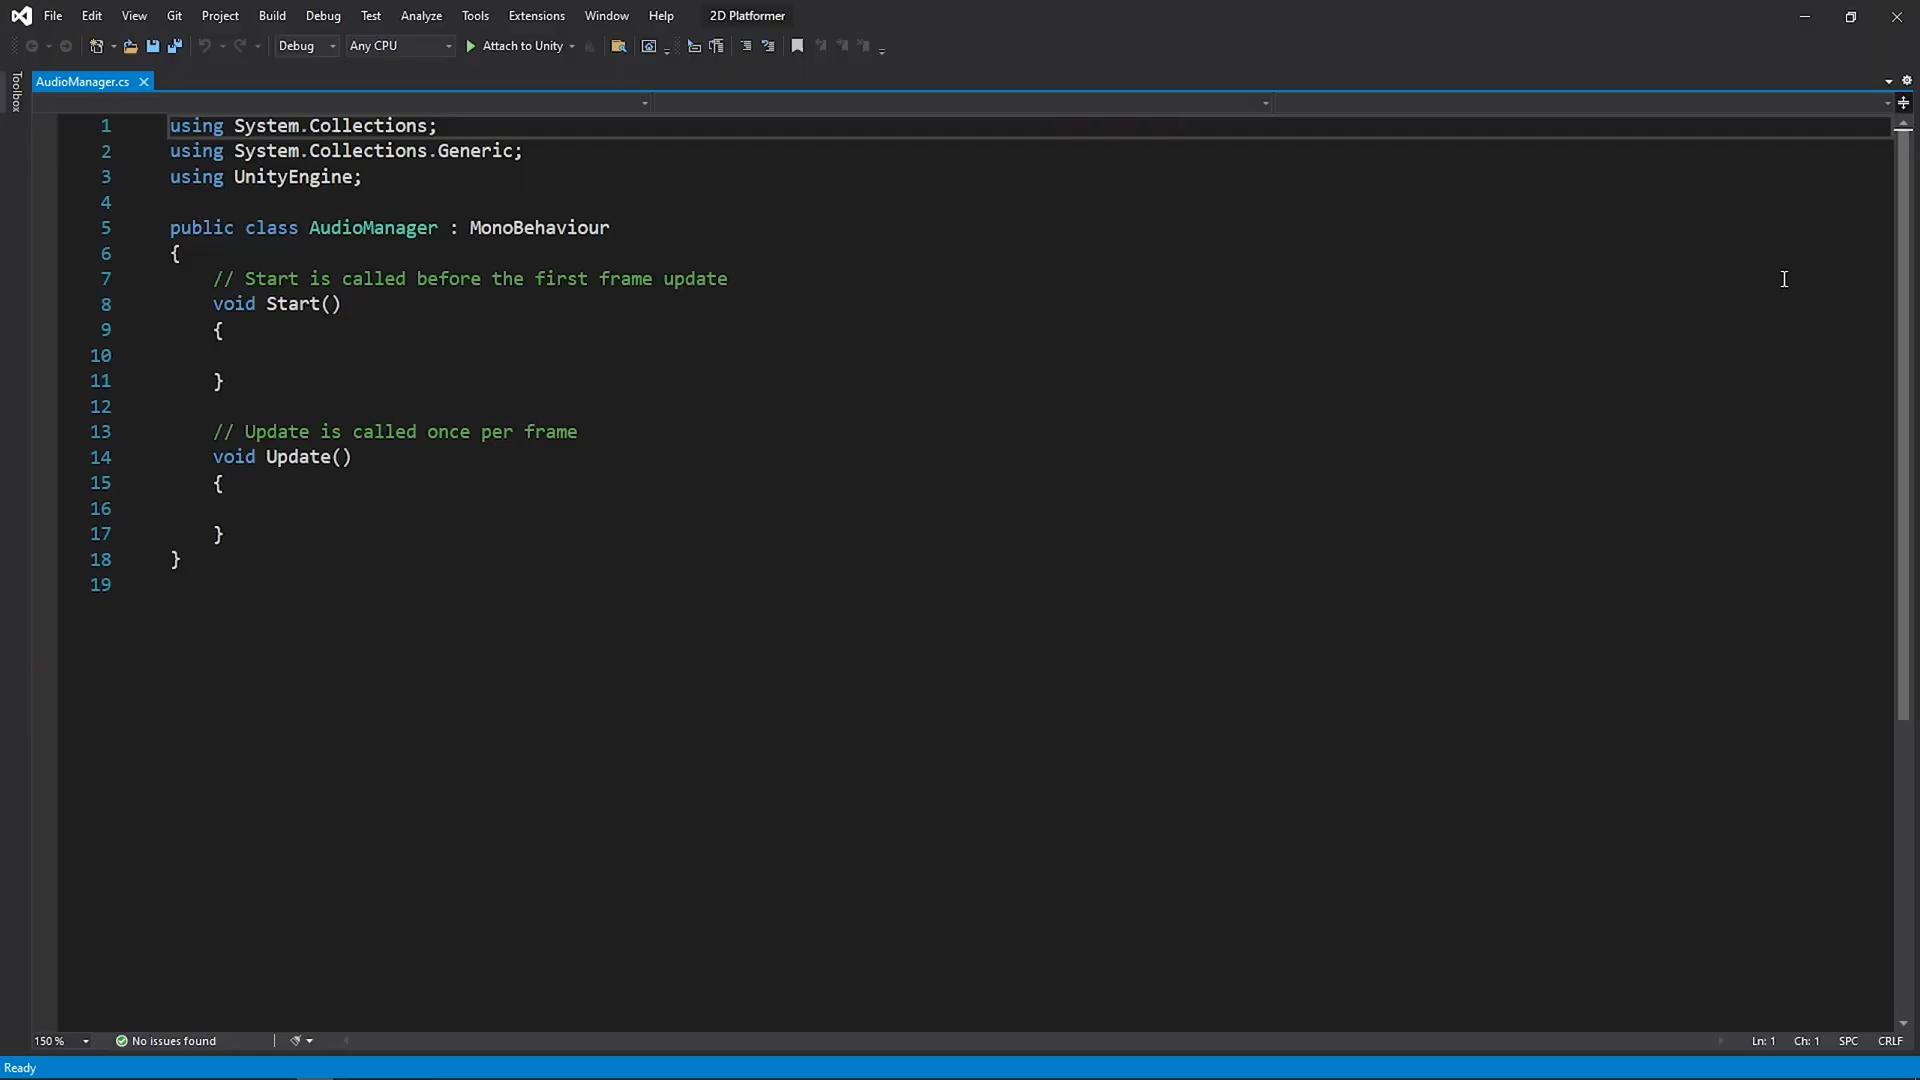 File Edit View Git Project Build Debug Test Analyze Tools Extensions Window Help 2D Platformer
Debug Any CPU Attach to Unity
Toolbox
AudioManager.cs
1 using System.Collections;
2 using System.Collections.Generic;
3 using UnityEngine;
4
5 public class AudioManager : MonoBehaviour
6 {
7 // Start is called before the first frame update
8 void Start()
9 {
10
11 }
12
13 // Update is called once per frame
14 void Update()
15 {
16
17 }
18 }
19
150 % No issues found Ln: 1 Ch: 1 SPC CRLF
Ready